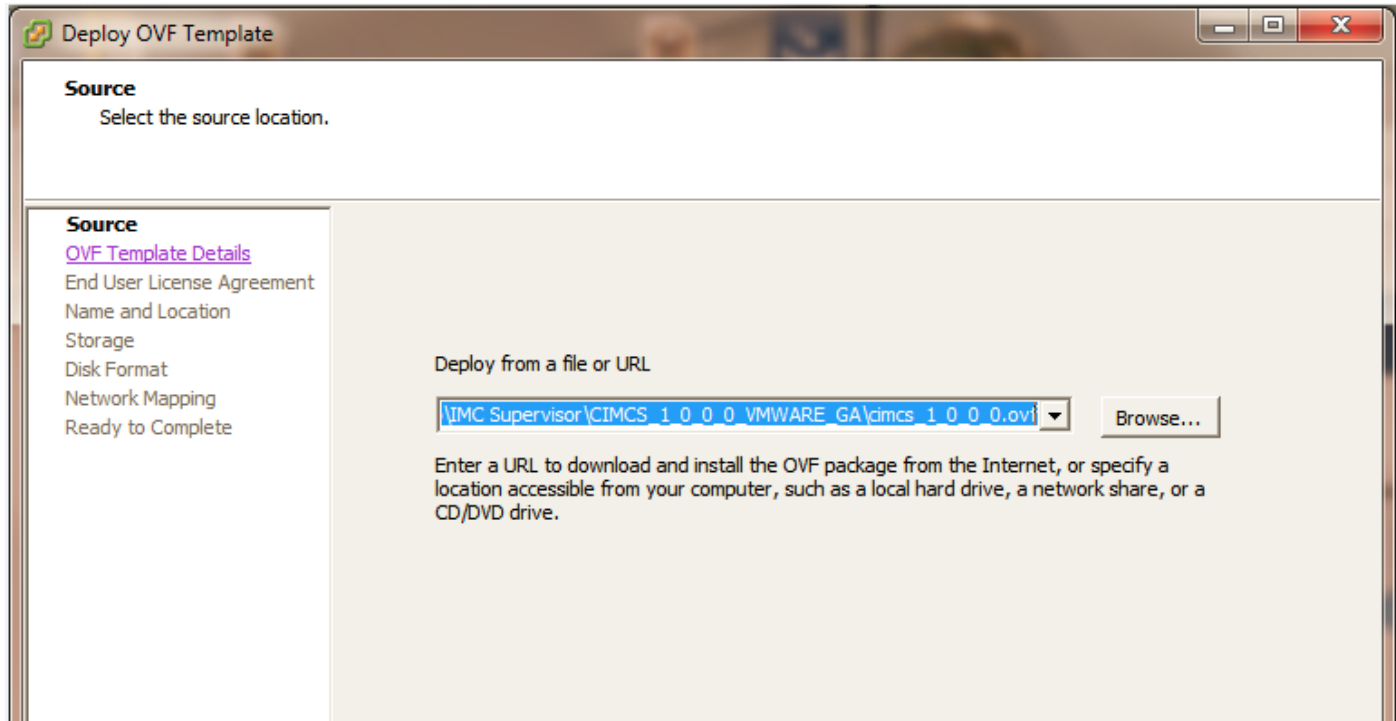 Deploy OVF Template
Source
Select the source location.
Source
OVF Template Details
End User License Agreement
Name and Location
Storage
Disk Format
Network Mapping
Ready to Complete
Deploy from a file or URL
\IMC Supervisor\CIMCS_1_0_0_0_VMWARE_GA\cimcs_1_0_0_0.ovf
Browse...
Enter a URL to download and install the OVF package from the Internet, or specify a
location accessible from your computer, such as a local hard drive, a network share, or a
CD/DVD drive.